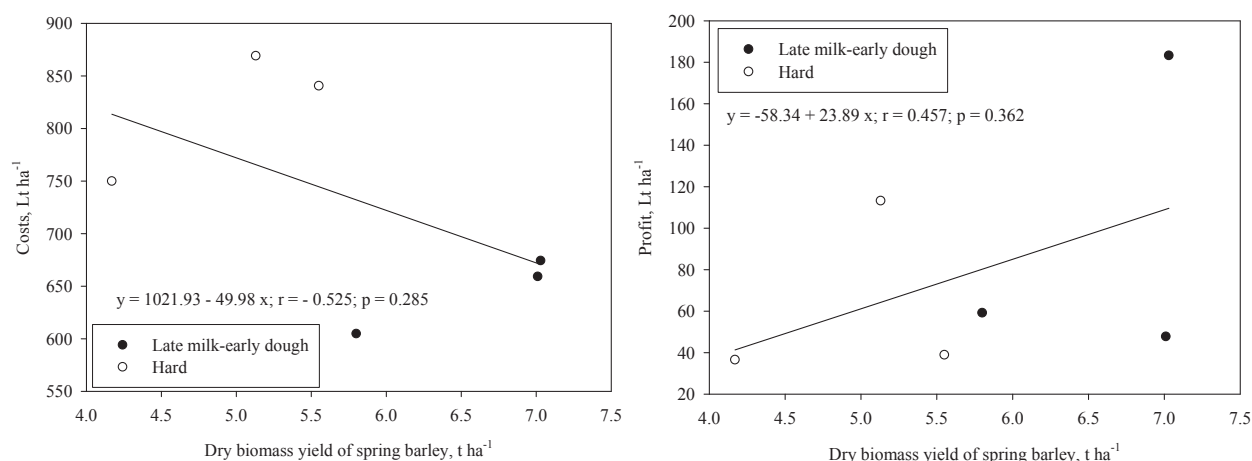 900
850
800
750
700
650
600
550
Costs, Lt ha⁻¹
y = 1021.93 - 49.98 x; r = - 0.525; p = 0.285
Late milk-early dough
Hard
4.0 4.5 5.0 5.5 6.0 6.5 7.0 7.5
Dry biomass yield of spring barley, t ha⁻¹
200
180
160
140
120
100
80
60
40
20
Profit, Lt ha⁻¹
Late milk-early dough
Hard
y = -58.34 + 23.89 x; r = 0.457; p = 0.362
4.0 4.5 5.0 5.5 6.0 6.5 7.0 7.5
Dry biomass yield of spring barley, t ha⁻¹